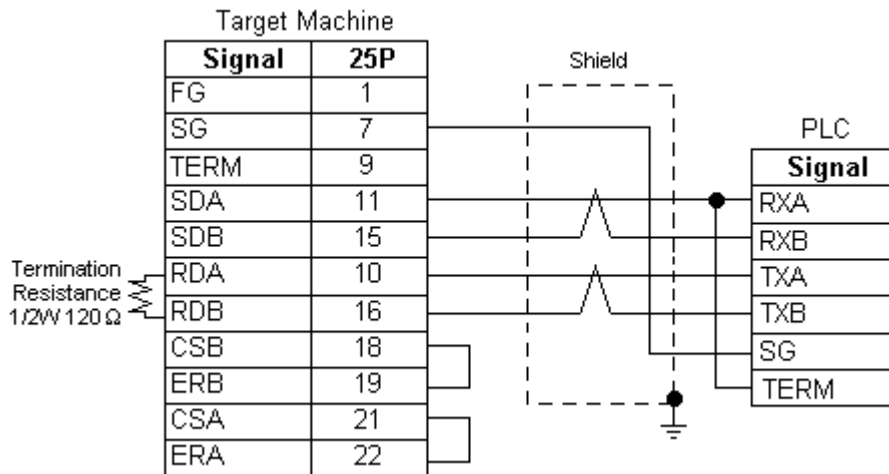 Target Machine
Signal 25P
FG 1
SG 7
TERM 9
SDA 11
SDB 15
RDA 10
RDB 16
CSB 18
ERB 19
CSA 21
ERA 22
Termination
Resistance
1/2W 120 Ω
Shield
PLC
Signal
RXA
RXB
TXA
TXB
SG
TERM